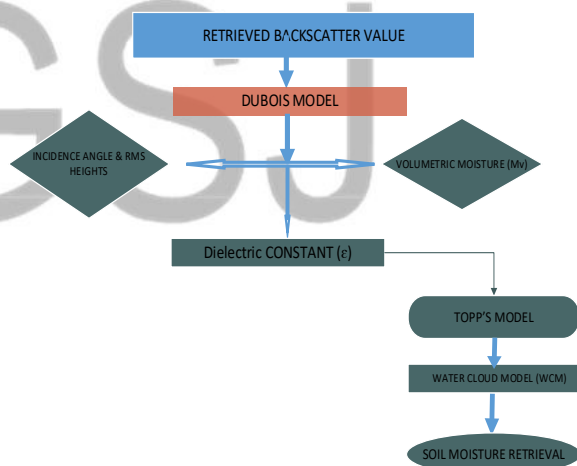 GSJ
RETRIEVED BACKSCATTER VALUE
DUBOIS MODEL
INCIDENCE ANGLE & RMS
HEIGHTS
VOLUMETRIC MOISTURE (Mv)
Dielectric CONSTANT (ε)
TOPP'S MODEL
WATER CLOUD MODEL (WCM)
SOIL MOISTURE RETRIEVAL